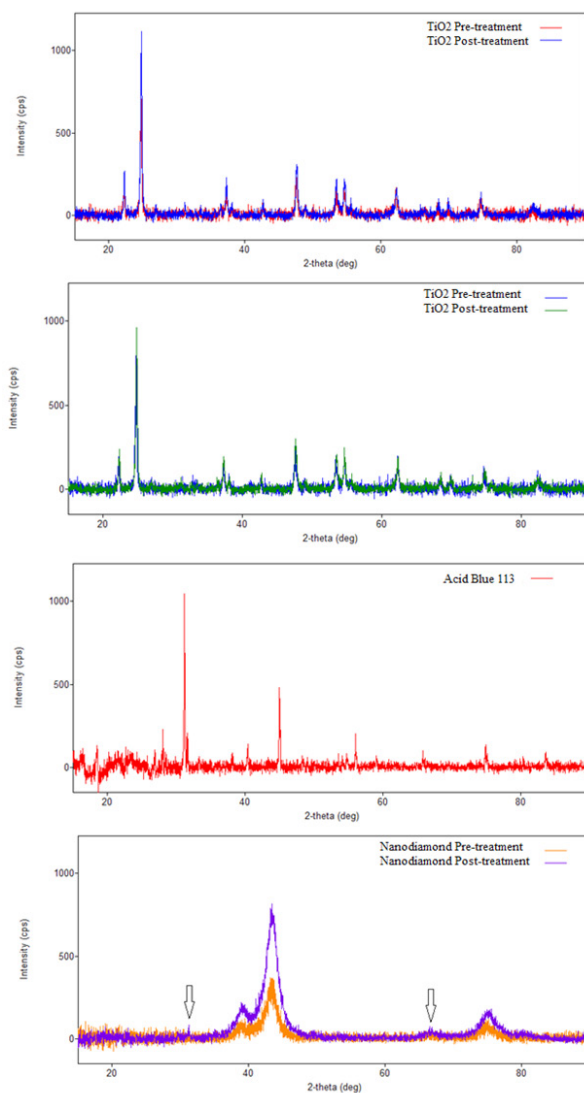 TiO2 Pre-treatment
TiO2 Post-treatment
1000
500
0
Intensity (cps)
20 40 60 80
2-theta (deg)
TiO2 Pre-treatment
TiO2 Post-treatment
1000
500
0
Intensity (cps)
20 40 60 80
2-theta (deg)
Acid Blue 113
1000
500
0
Intensity (cps)
20 40 60 80
2-theta (deg)
Nanodiamond Pre-treatment
Nanodiamond Post-treatment
1000
500
0
Intensity (cps)
20 40 60 80
2-theta (deg)